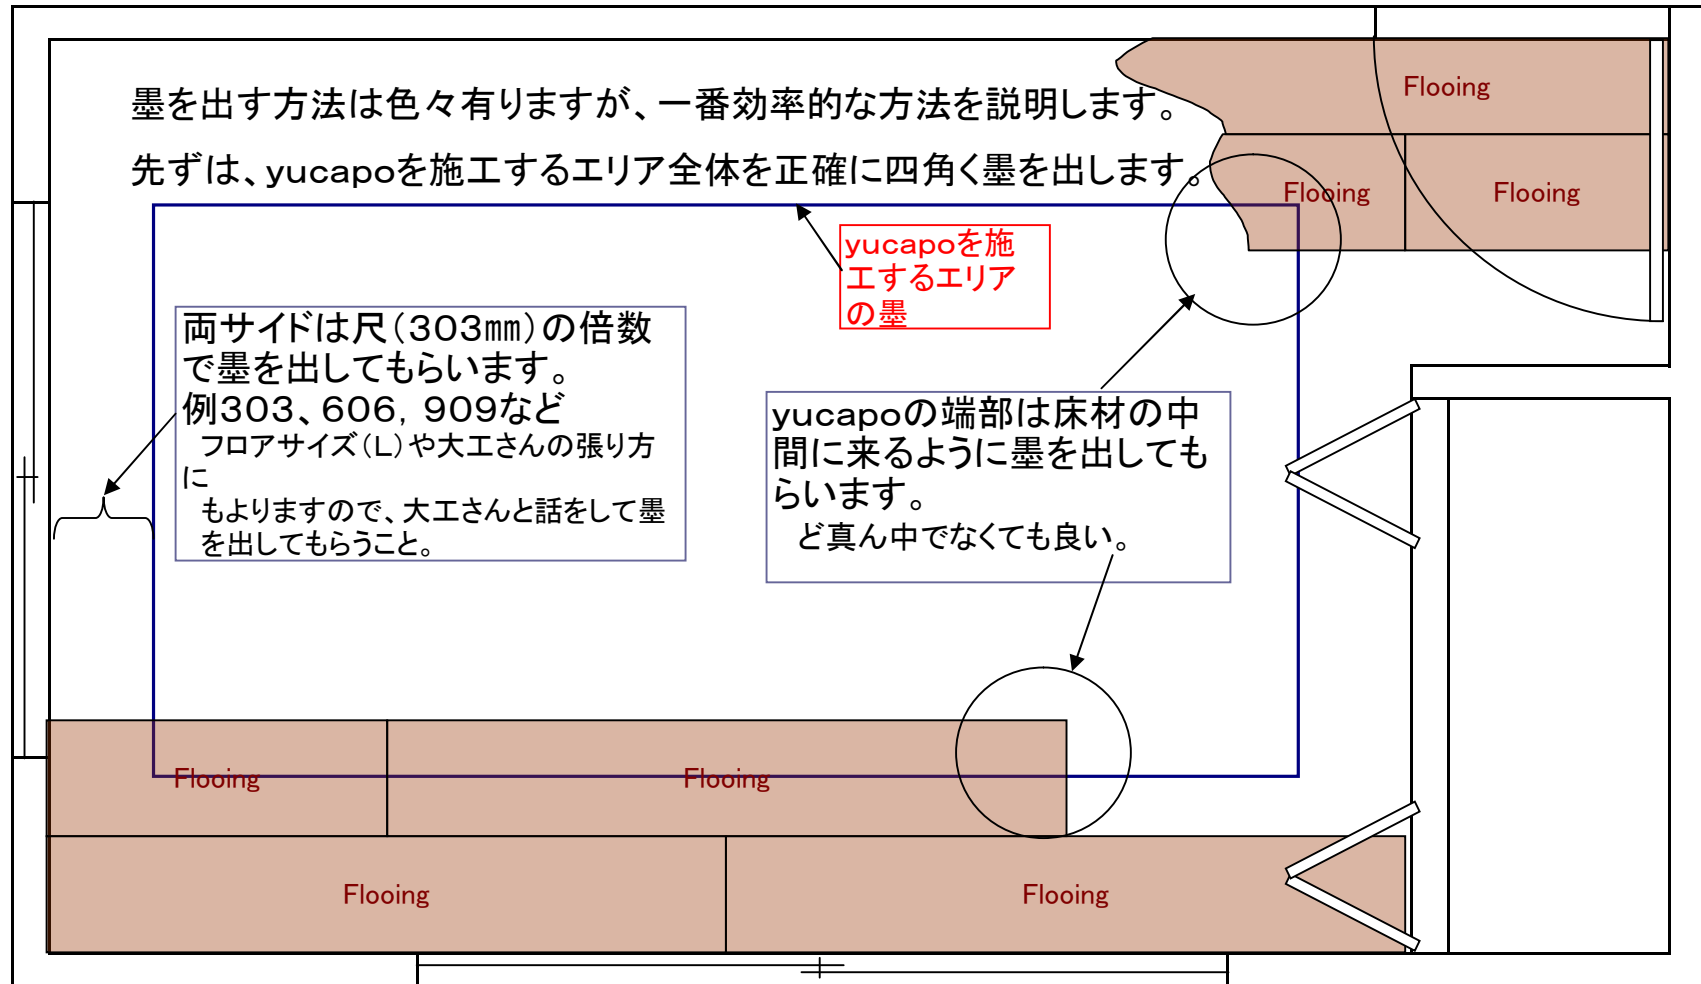 墨を出す方法は色々有りますが、一番効率的な方法を説明します。
先ずは、yucapoを施工するエリア全体を正確に四角く墨を出します。
Flooing
Flooing
Flooing
yucapoを施
工するエリア
の墨
両サイドは尺（303㎜）の倍数
で墨を出してもらいます。
例303、606，909など
フロアサイズ（L）や大工さんの張り方
に
もよりますので、大工さんと話をして墨
を出してもらうこと。
yucapoの端部は床材の中
間に来るように墨を出しても
らいます。
ど真ん中でなくても良い。
Flooing
Flooing
Flooing
Flooing